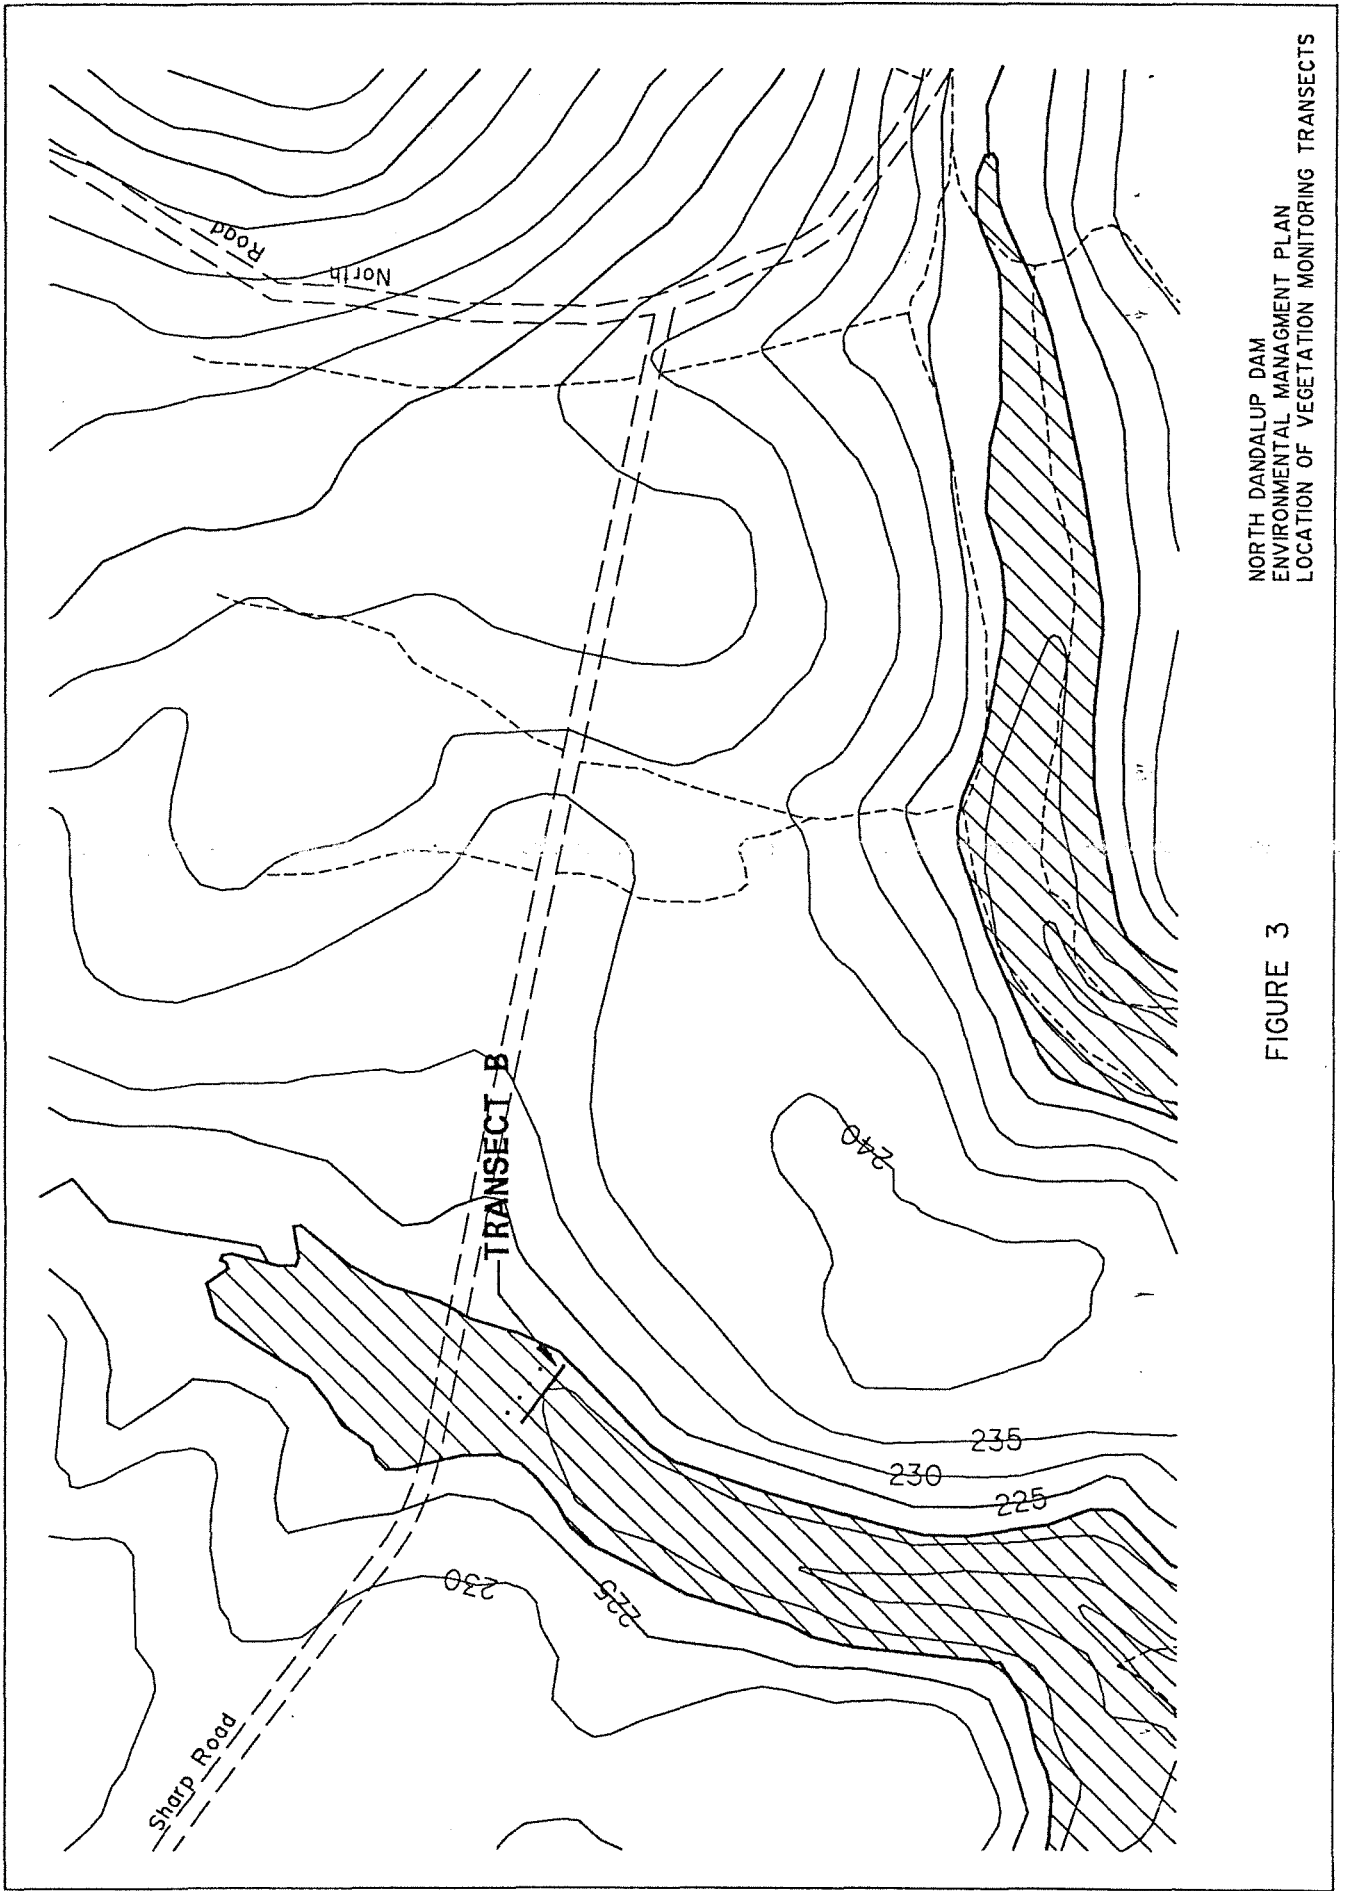 Sharp Road
North
Road
TRANSECT B
240
235
230
225
230
225
FIGURE 3
NORTH DANDALUP DAM
ENVIRONMENTAL MANAGMENT PLAN
LOCATION OF VEGETATION MONITORING TRANSECTS